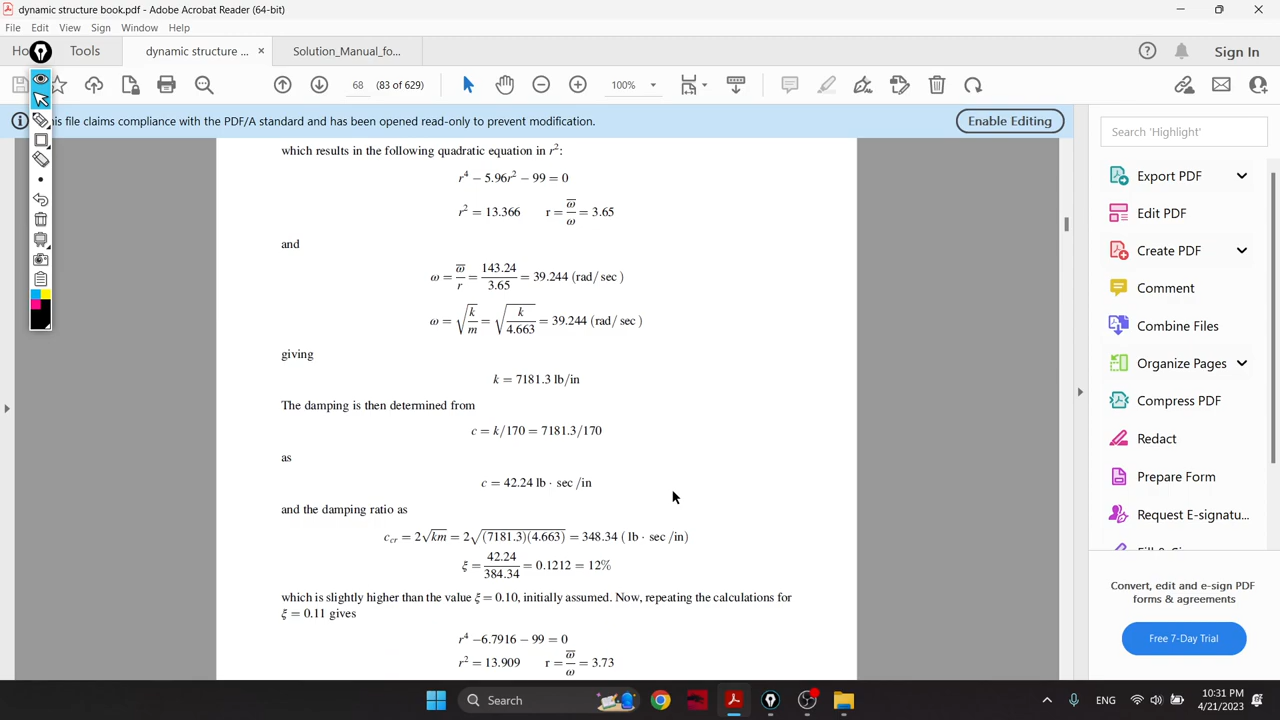 dynamic structure book.pdf - Adobe Acrobat Reader (64-bit)
File Edit View Sign Window Help
Ho Tools dynamic structure ... × Solution_Manual_fo... Sign In
68 (83 of 629) 100%
is file claims compliance with the PDF/A standard and has been opened read-only to prevent modification. Enable Editing
which results in the following quadratic equation in r²:
r⁴ − 5.96r² − 99 = 0
r² = 13.366 r = ω̅/ω = 3.65
and
ω = ω̅/r = 143.24/3.65 = 39.244 (rad/sec)
ω = √(k/m) = √(k/4.663) = 39.244 (rad/sec)
giving
k = 7181.3 lb/in
The damping is then determined from
c = k/170 = 7181.3/170
as
c = 42.24 lb · sec/in
and the damping ratio as
c_cr = 2√km = 2√(7181.3)(4.663) = 348.34 (lb · sec/in)
ξ = 42.24/384.34 = 0.1212 = 12%
which is slightly higher than the value ξ = 0.10, initially assumed. Now, repeating the calculations for
ξ = 0.11 gives
r⁴ −6.7916 − 99 = 0
r² = 13.909 r = ω̅/ω = 3.73
Search 'Highlight'
Export PDF
Edit PDF
Create PDF
Comment
Combine Files
Organize Pages
Compress PDF
Redact
Prepare Form
Request E-signatu...
Convert, edit and e-sign PDF
forms & agreements
Free 7-Day Trial
Search ENG 10:31 PM
4/21/2023